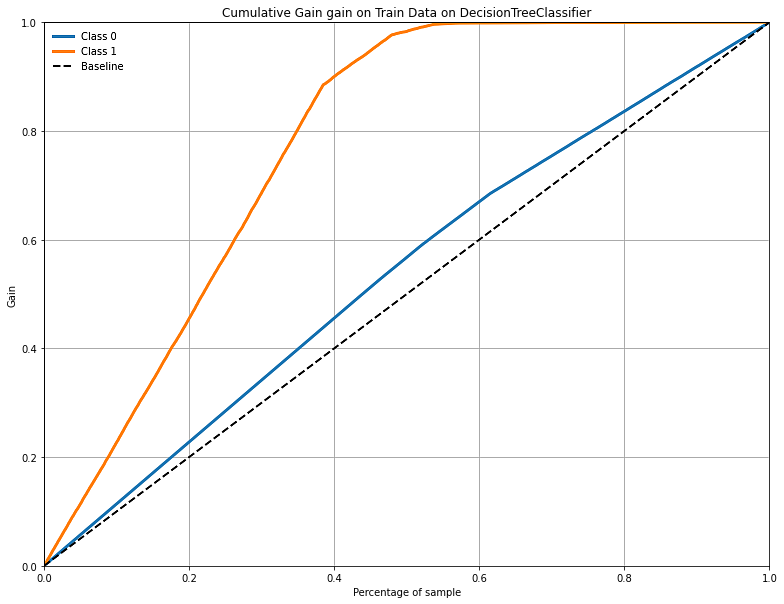 Cumulative Gain gain on Train Data on DecisionTreeClassifier
1.0
Class 0
Class 1
Baseline
0.8
0.6
Gain
0.4
0.2
0.0
0.0 0.2 0.4 0.6 0.8 1.0
Percentage of sample